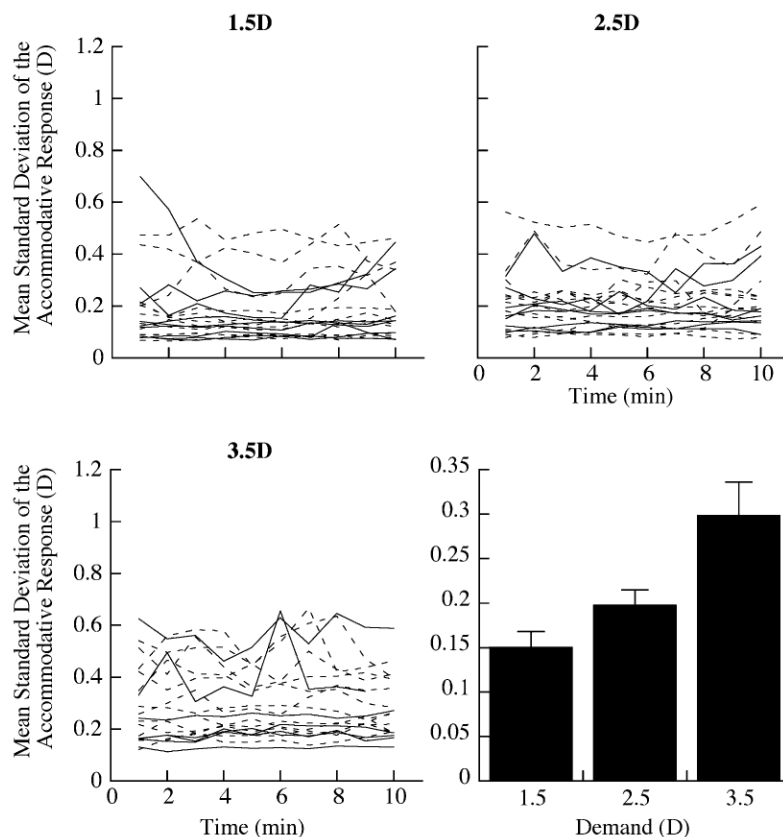 1.5D
2.5D
Mean Standard Deviation of the
Accommodative Response (D)
1.2
1
0.8
0.6
0.4
0.2
0
0 2 4 6 8 10
Time (min)
3.5D
Mean Standard Deviation of the
Accommodative Response (D)
1.2
1
0.8
0.6
0.4
0.2
0
0 2 4 6 8 10
Time (min)
0.35
0.3
0.25
0.2
0.15
0.1
0.05
0
1.5 2.5 3.5
Demand (D)